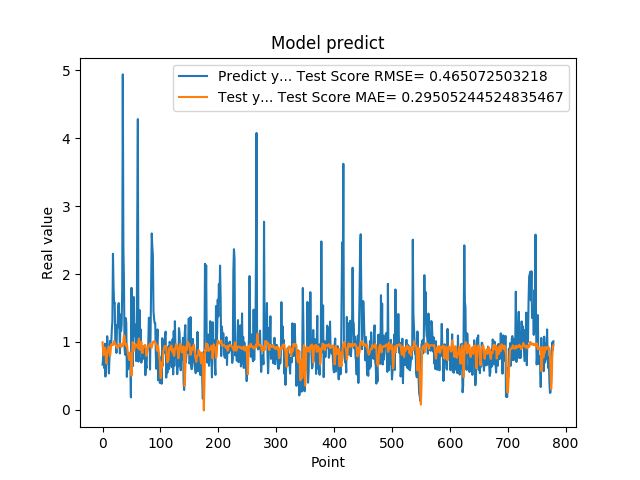 Model predict
Predict y... Test Score RMSE= 0.465072503218
Test y... Test Score MAE= 0.29505244524835467
5
4
3
2
1
0
Real value
0 100 200 300 400 500 600 700 800
Point